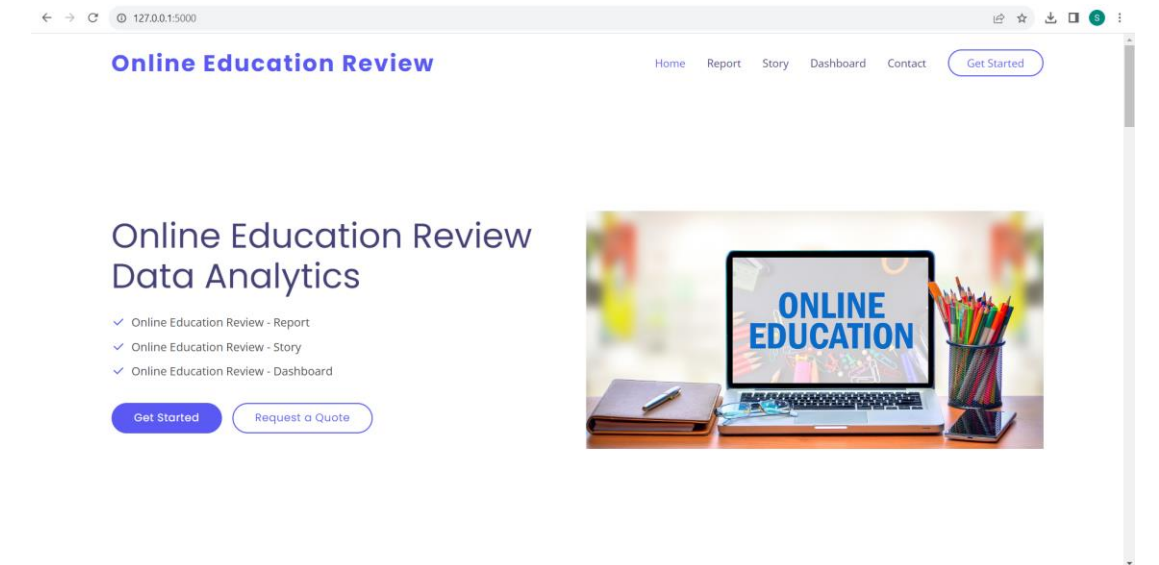 127.0.0.1:5000
S
Online Education Review
Home Report Story Dashboard Contact Get Started
Online Education Review
Data Analytics
Online Education Review - Report
Online Education Review - Story
Online Education Review - Dashboard
Get Started Request a Quote
ONLINE
EDUCATION